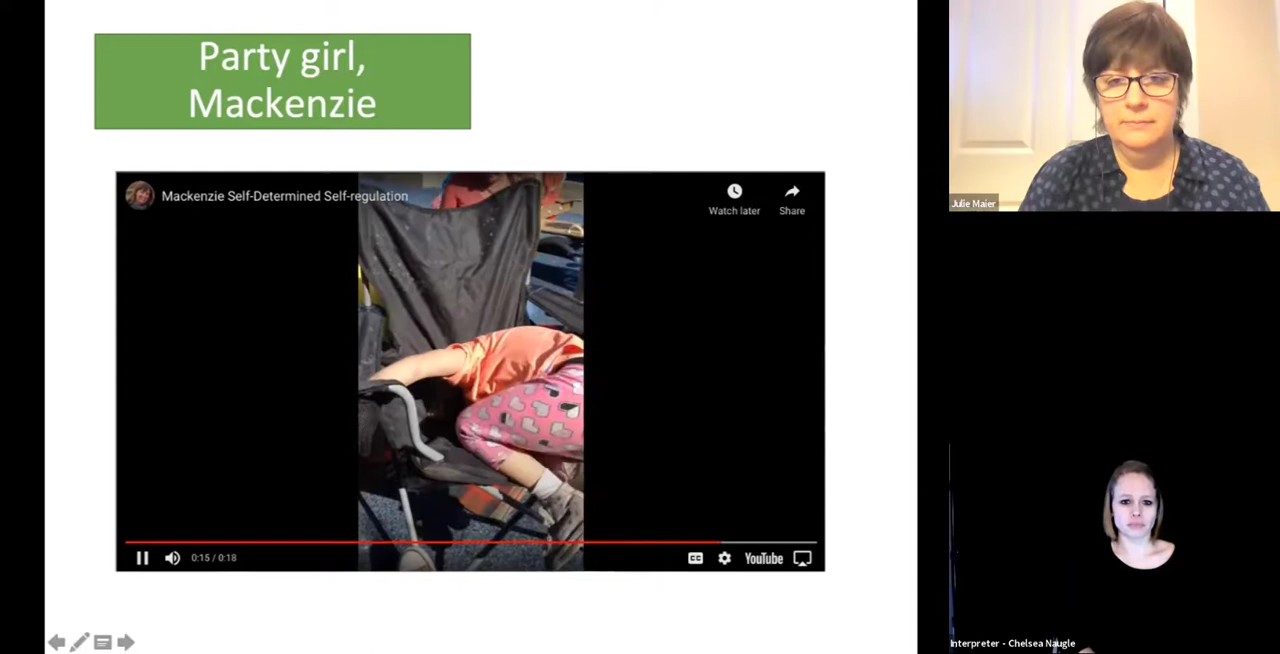 Party girl,
Mackenzie
Mackenzie Self-Determined Self-regulation
Watch later
Share
0:15 / 0:18
CC
YouTube
Julie Maier
Interpreter - Chelsea Naugle